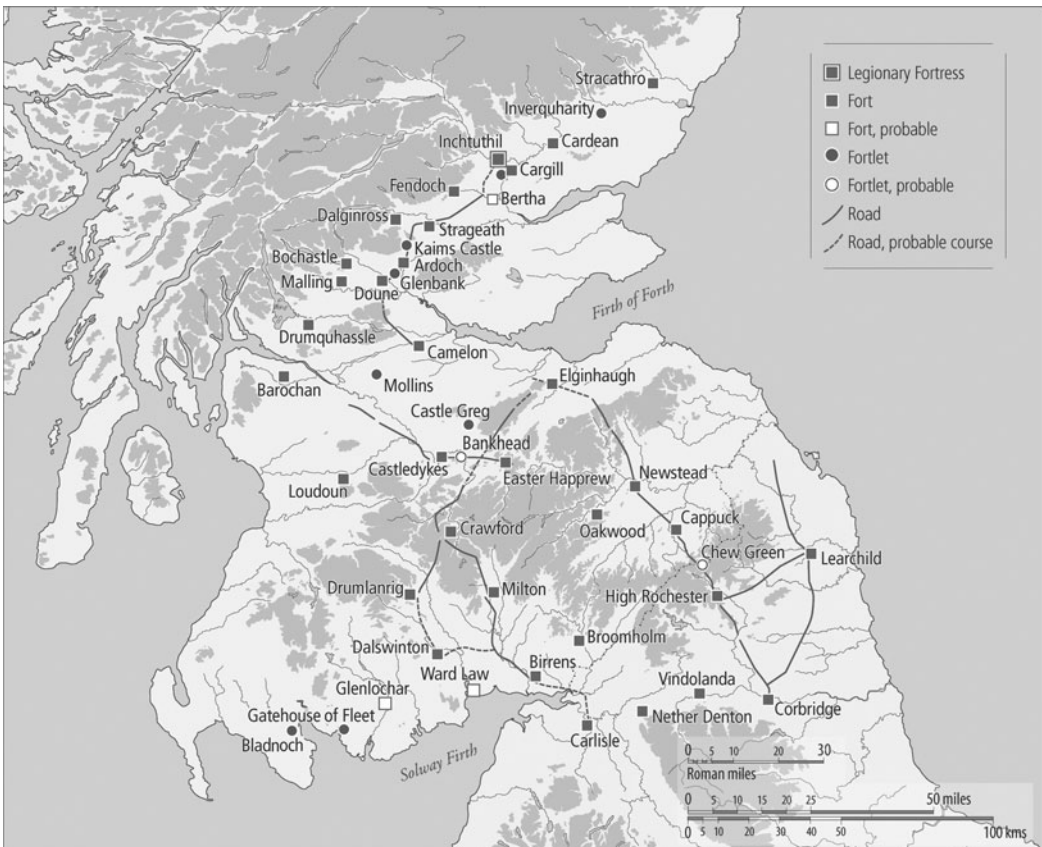 Legionary Fortress
Fort
Fort, probable
Fortlet
Fortlet, probable
Road
Road, probable course
Stracathro
Inverquharity
Cardean
Inchtuthil
Cargill
Fendoch
Bertha
Dalginross
Strageath
Kaims Castle
Bochastle
Ardoch
Malling
Glenbank
Doune
Firth of Forth
Drumquhassle
Camelon
Barochan
Mollins
Elginhaugh
Castle Greg
Bankhead
Castledykes
Easter Happrew
Loudoun
Newstead
Oakwood
Cappuck
Crawford
Chew Green
Learchild
Drumlanrig
Milton
High Rochester
Broomholm
Dalswinton
Ward Law
Birrens
Vindolanda
Glenlochar
Corbridge
Gatehouse of Fleet
Nether Denton
Bladnoch
Carlisle
Solway Firth
0 5 10 20 30
Roman miles
0 5 10 15 20 25 50 miles
0 5 10 20 30 40 50 100 kms